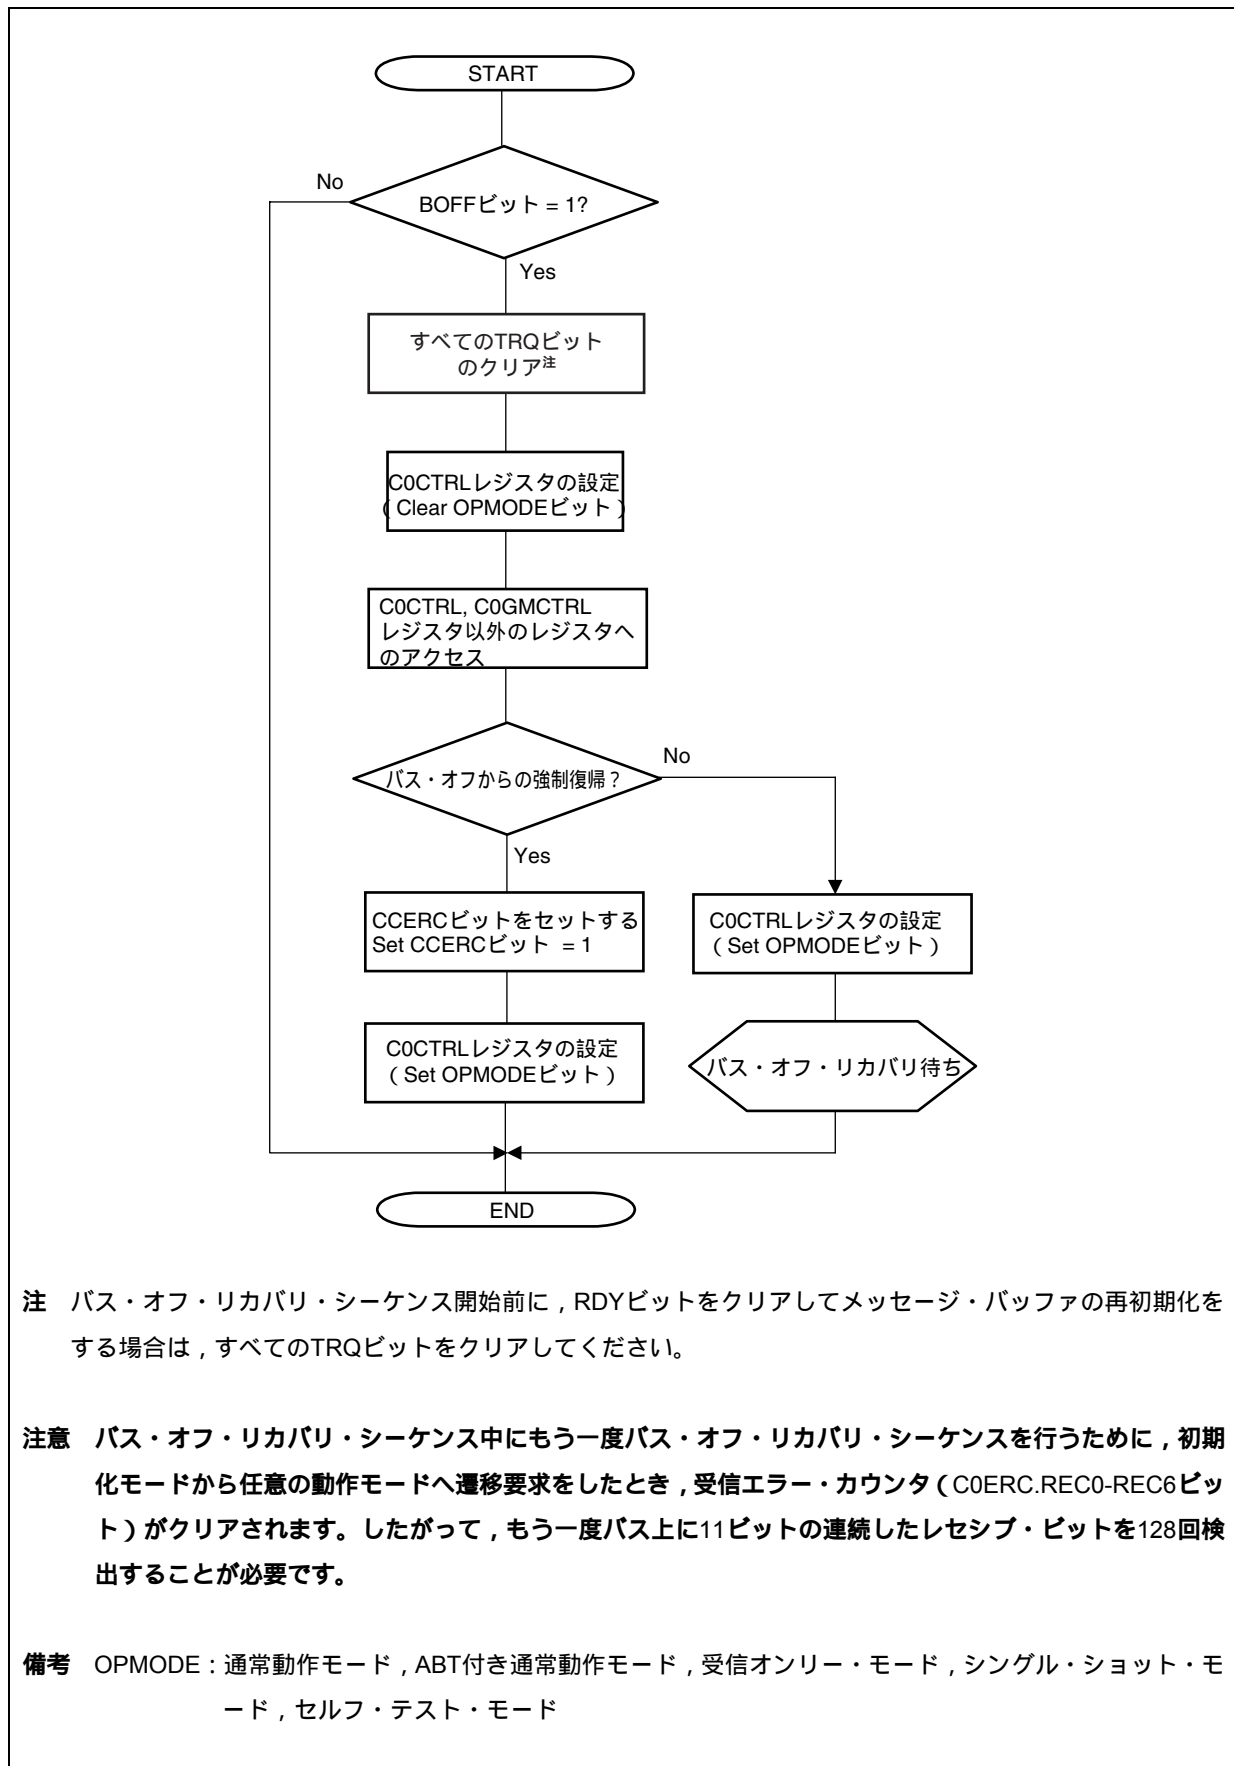 START
No
BOFFビット = 1?
Yes
すべてのTRQビット
のクリア注
C0CTRLレジスタの設定
（Clear OPMODEビット）
C0CTRL, C0GMCTRL
レジスタ以外のレジスタへ
のアクセス
No
バス・オフからの強制復帰？
Yes
CCERCビットをセットする
Set CCERCビット = 1
C0CTRLレジスタの設定
（Set OPMODEビット）
C0CTRLレジスタの設定
（Set OPMODEビット）
バス・オフ・リカバリ待ち
END
注 バス・オフ・リカバリ・シーケンス開始前に，RDYビットをクリアしてメッセージ・バッファの再初期化を
する場合は，すべてのTRQビットをクリアしてください。
注意 バス・オフ・リカバリ・シーケンス中にもう一度バス・オフ・リカバリ・シーケンスを行うために，初期
化モードから任意の動作モードへ遷移要求をしたとき，受信エラー・カウンタ（C0ERC.REC0-REC6ビッ
ト）がクリアされます。したがって，もう一度バス上に11ビットの連続したレセシブ・ビットを128回検
出することが必要です。
備考 OPMODE：通常動作モード，ABT付き通常動作モード，受信オンリー・モード，シングル・ショット・モ
ード，セルフ・テスト・モード